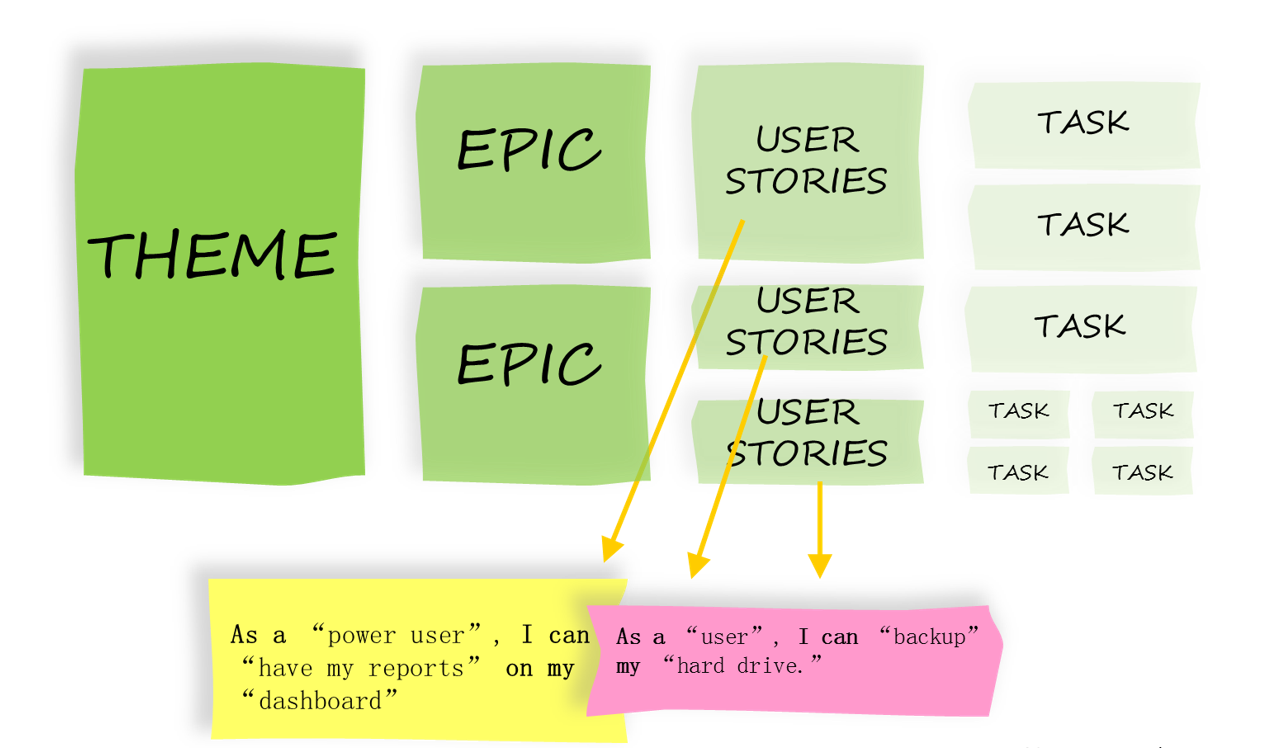 THEME
EPIC
EPIC
USER
STORIES
USER
STORIES
USER
STORIES
TASK
TASK
TASK
TASK
TASK
TASK
TASK
As a “power user”, I can
“have my reports” on my
“dashboard”
As a “user”, I can “backup”
my “hard drive.”